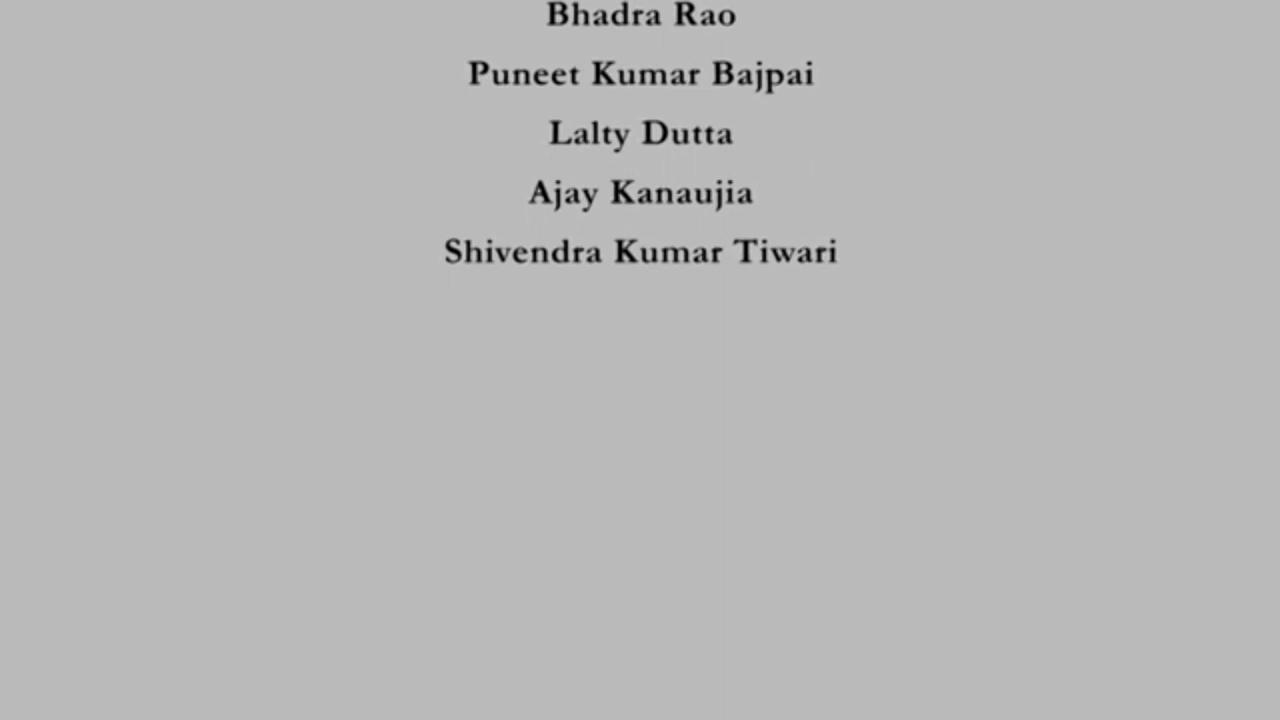 Bhadra Rao
Puneet Kumar Bajpai
Lalty Dutta
Ajay Kanaujia
Shivendra Kumar Tiwari